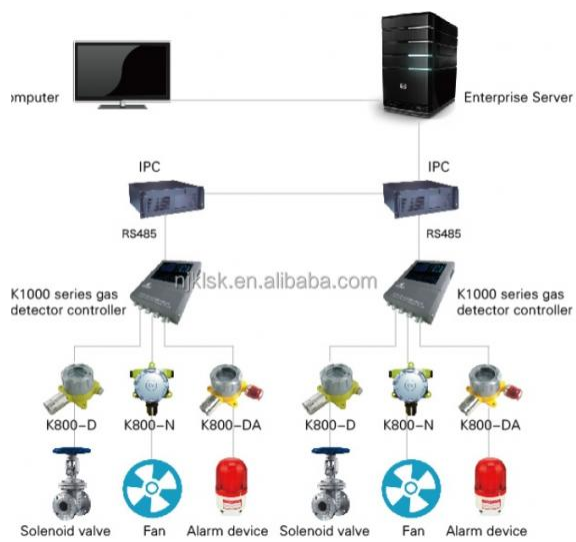 omputer
Enterprise Server
IPC
IPC
RS485
RS485
njklsk.en.alibaba.com
K1000 series gas
detector controller
K1000 series gas
detector controller
K800-D
K800-N
K800-DA
K800-D
K800-N
K800-DA
Solenoid valve
Fan
Alarm device
Solenoid valve
Fan
Alarm device